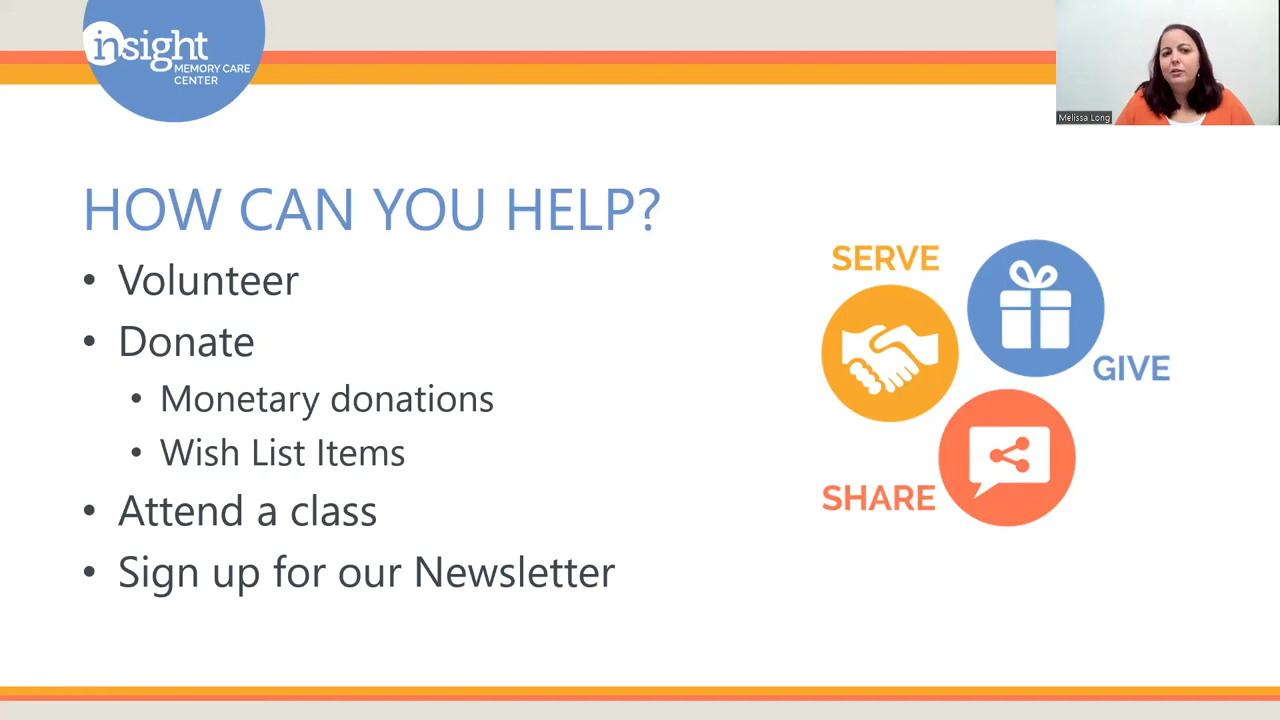 insight
MEMORY CARE
CENTER
Melissa Long
HOW CAN YOU HELP?
• Volunteer
• Donate
• Monetary donations
• Wish List Items
• Attend a class
• Sign up for our Newsletter
SERVE
GIVE
SHARE